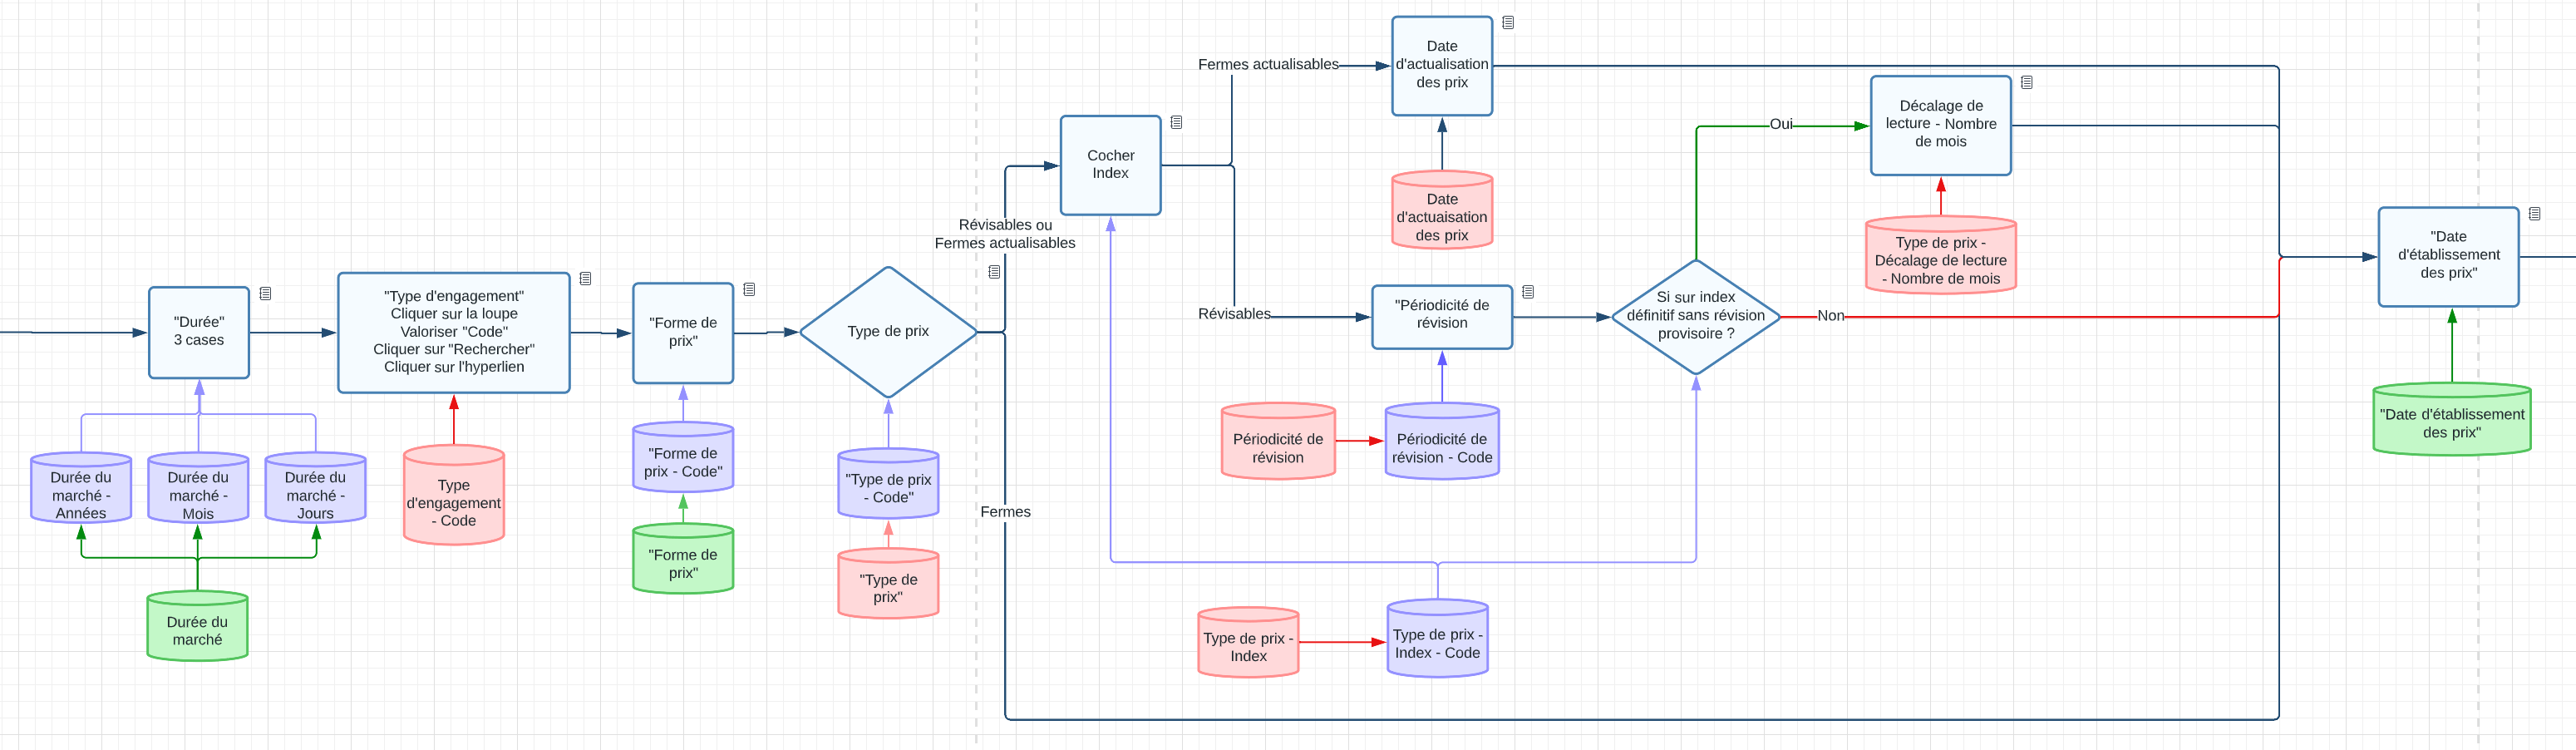 "Durée"
3 cases
Durée du
marché -
Années
Durée du
marché -
Mois
Durée du
marché -
Jours
Durée du
marché
"Type d'engagement"
Cliquer sur la loupe
Valoriser "Code"
Cliquer sur "Rechercher"
Cliquer sur l'hyperlien
Type
d'engagement
- Code
"Forme de
prix"
"Forme de
prix - Code"
"Forme de
prix"
Type de prix
"Type de prix
- Code"
"Type de
prix"
Révisables ou
Fermes actualisables
Fermes
Cocher
Index
Fermes actualisables
Révisables
Date
d'actualisation
des prix
Date
d'actuaisation
des prix
"Périodicité de
révision
Périodicité de
révision
Périodicité de
révision - Code
Type de prix -
Index
Type de prix -
Index - Code
Si sur index
définitif sans révision
provisoire ?
Oui
Non
Décalage de
lecture - Nombre
de mois
Type de prix -
Décalage de lecture
- Nombre de mois
"Date
d'établissement
des prix"
"Date d'établissement
des prix"